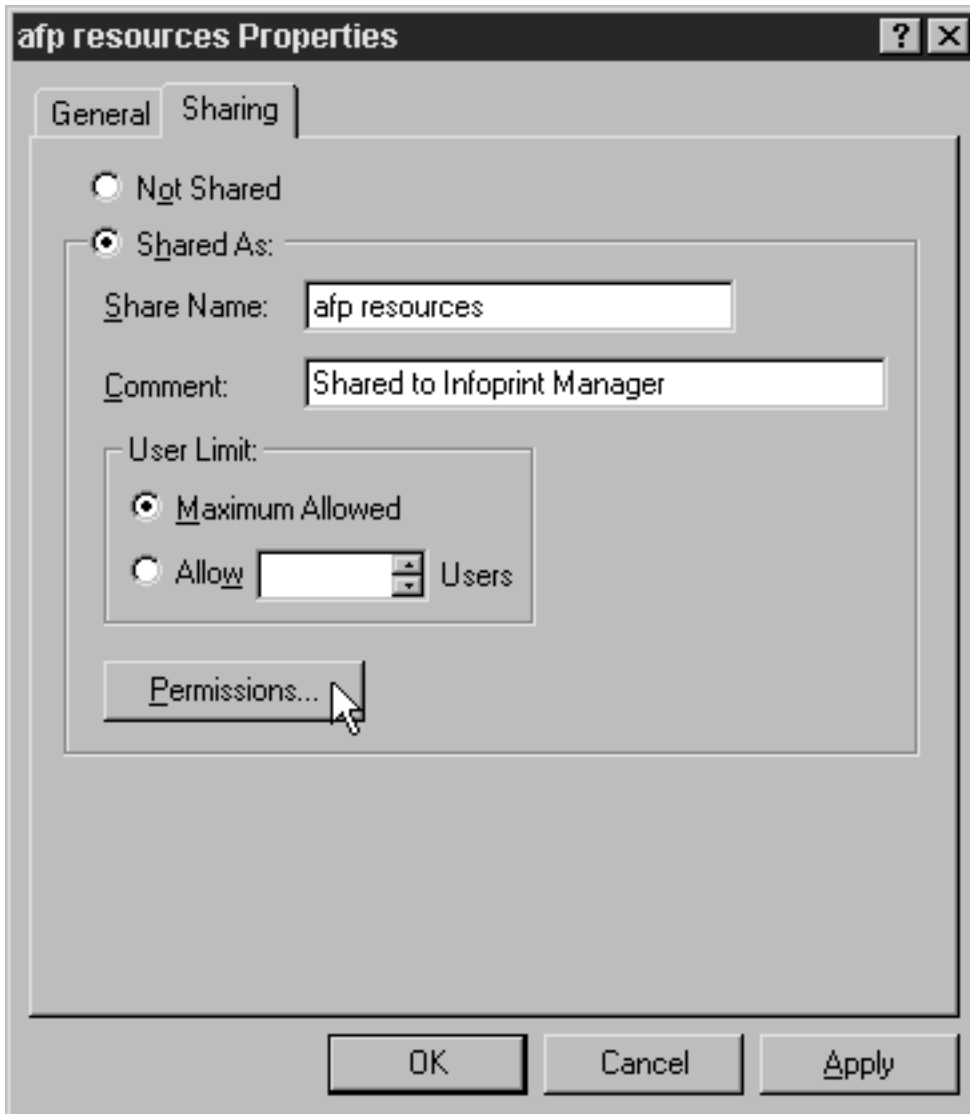 afp resources Properties
General Sharing
Not Shared
Shared As:
Share Name: afp resources
Comment: Shared to Infoprint Manager
User Limit:
Maximum Allowed
Allow Users
Permissions...
OK Cancel Apply